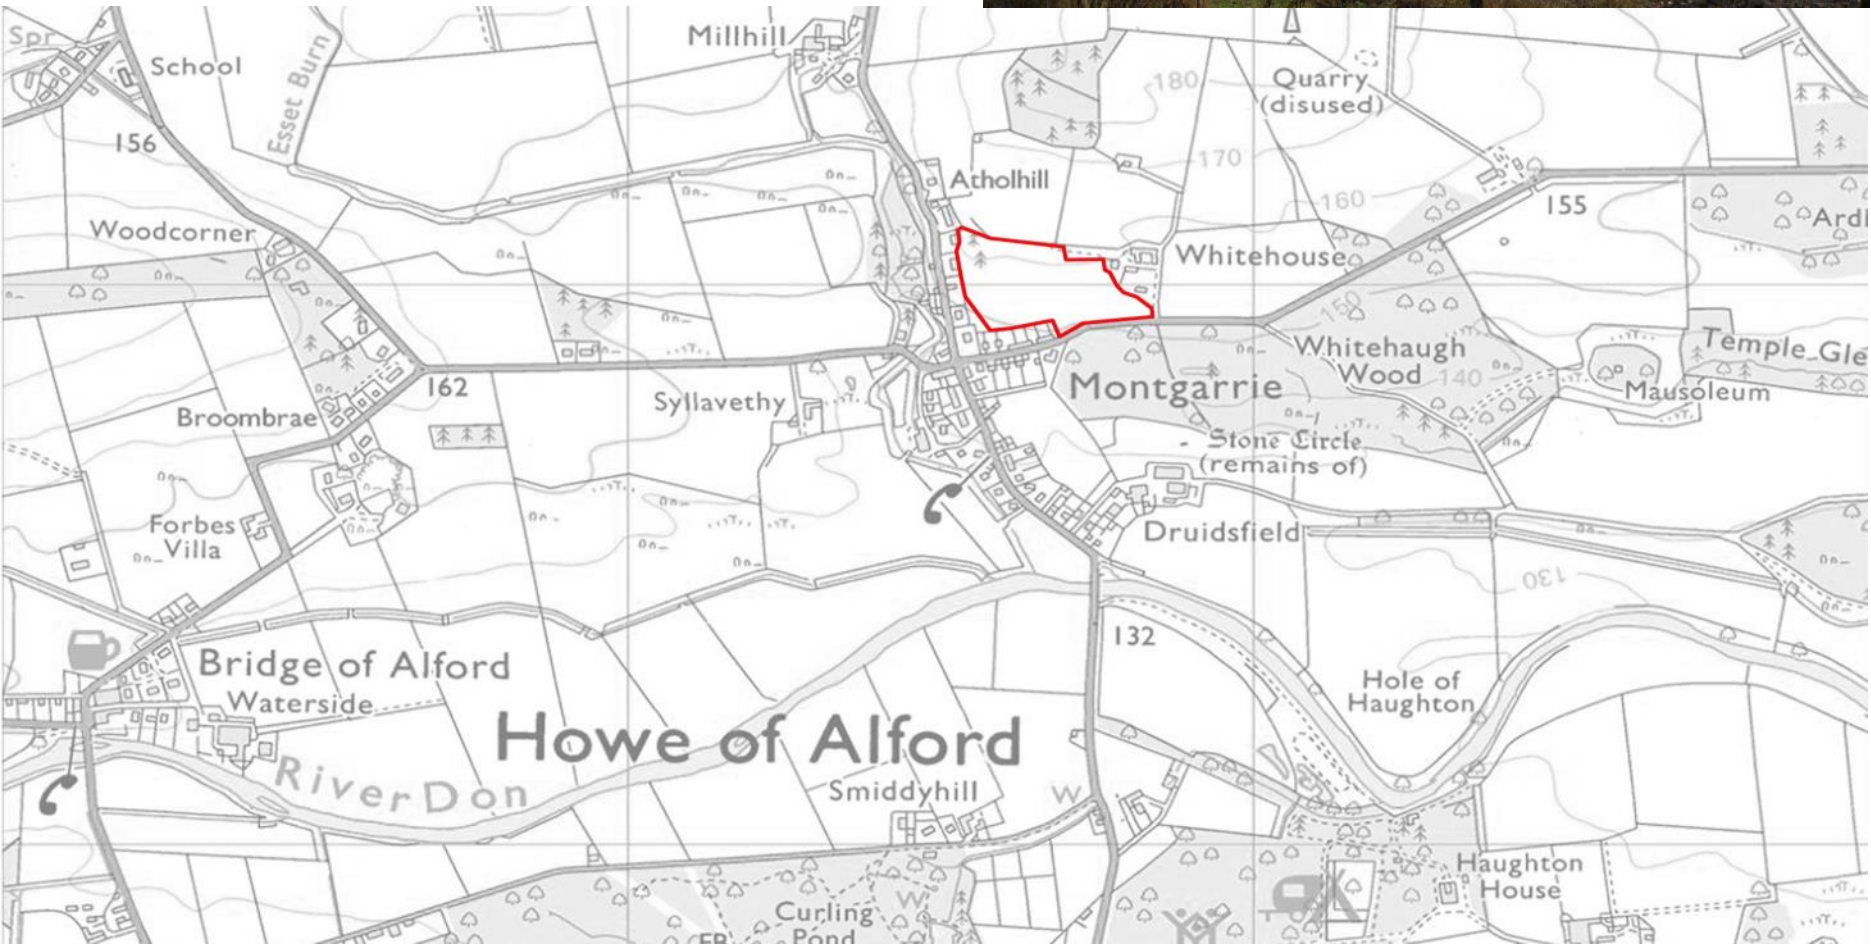 Spr
School
Millhill
Esset Burn
180
Quarry
(disused)
156
170
Atholhill
160
155
Woodcorner
Whitehouse
150
Whitehaugh
Wood
140
Temple Gle
Mausoleum
162
Syllavethy
Montgarrie
Broombrae
Stone Circle
(remains of)
Forbes
Villa
Druidsfield
130
132
Bridge of Alford
Waterside
Hole of
Haughton
Howe of Alford
River Don
Smiddyhill
W
Haughton
House
W
Curling
Pond
FB